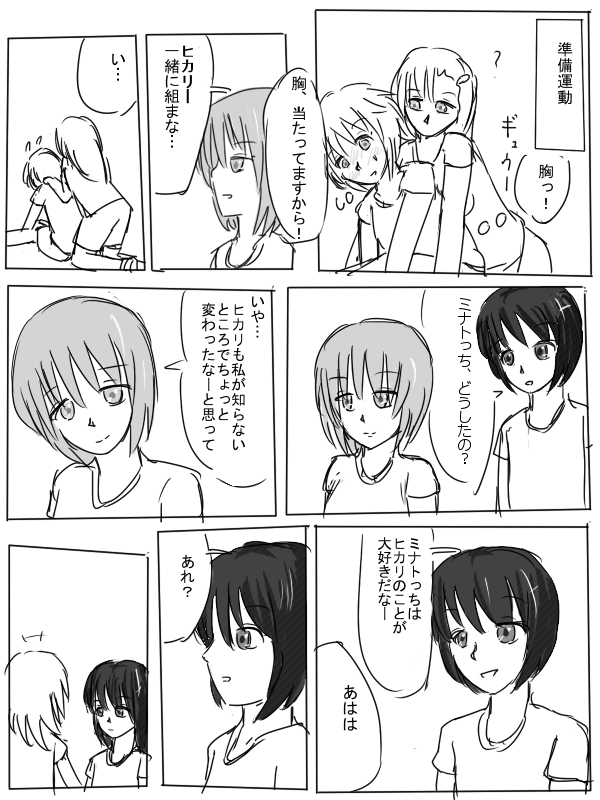 準備運動
?
ギュウー
胸っ!
胸、当たってますから!
ヒカリー
一緒に組まな…
い…
ミナトっち、どうしたの?
いや…
ヒカリも私が知らない
ところでちょっと
変わったなーと思って
ミナトっちは
ヒカリのことが
大好きだなー
あはは
あれ?